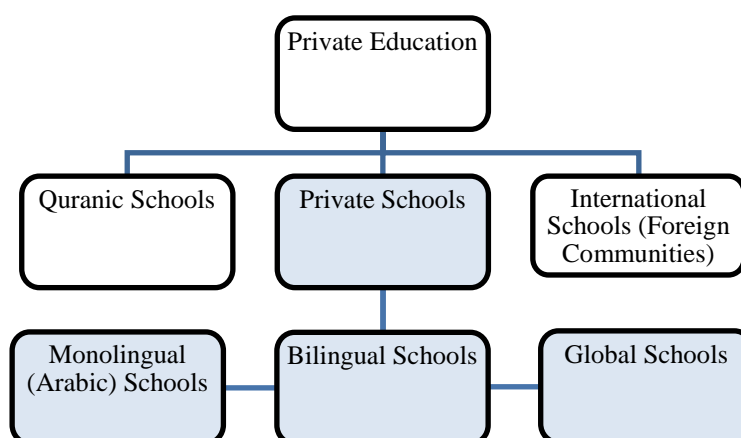 Private Education
Quranic Schools
Private Schools
International
Schools (Foreign
Communities)
Monolingual
(Arabic) Schools
Bilingual Schools
Global Schools